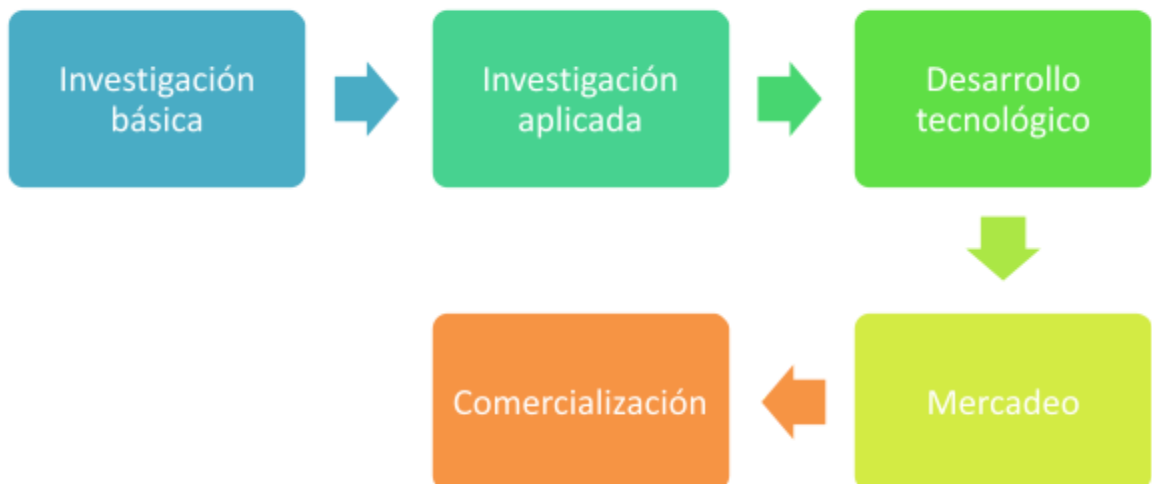 Investigación
básica
Investigación
aplicada
Desarrollo
tecnológico
Mercadeo
Comercialización